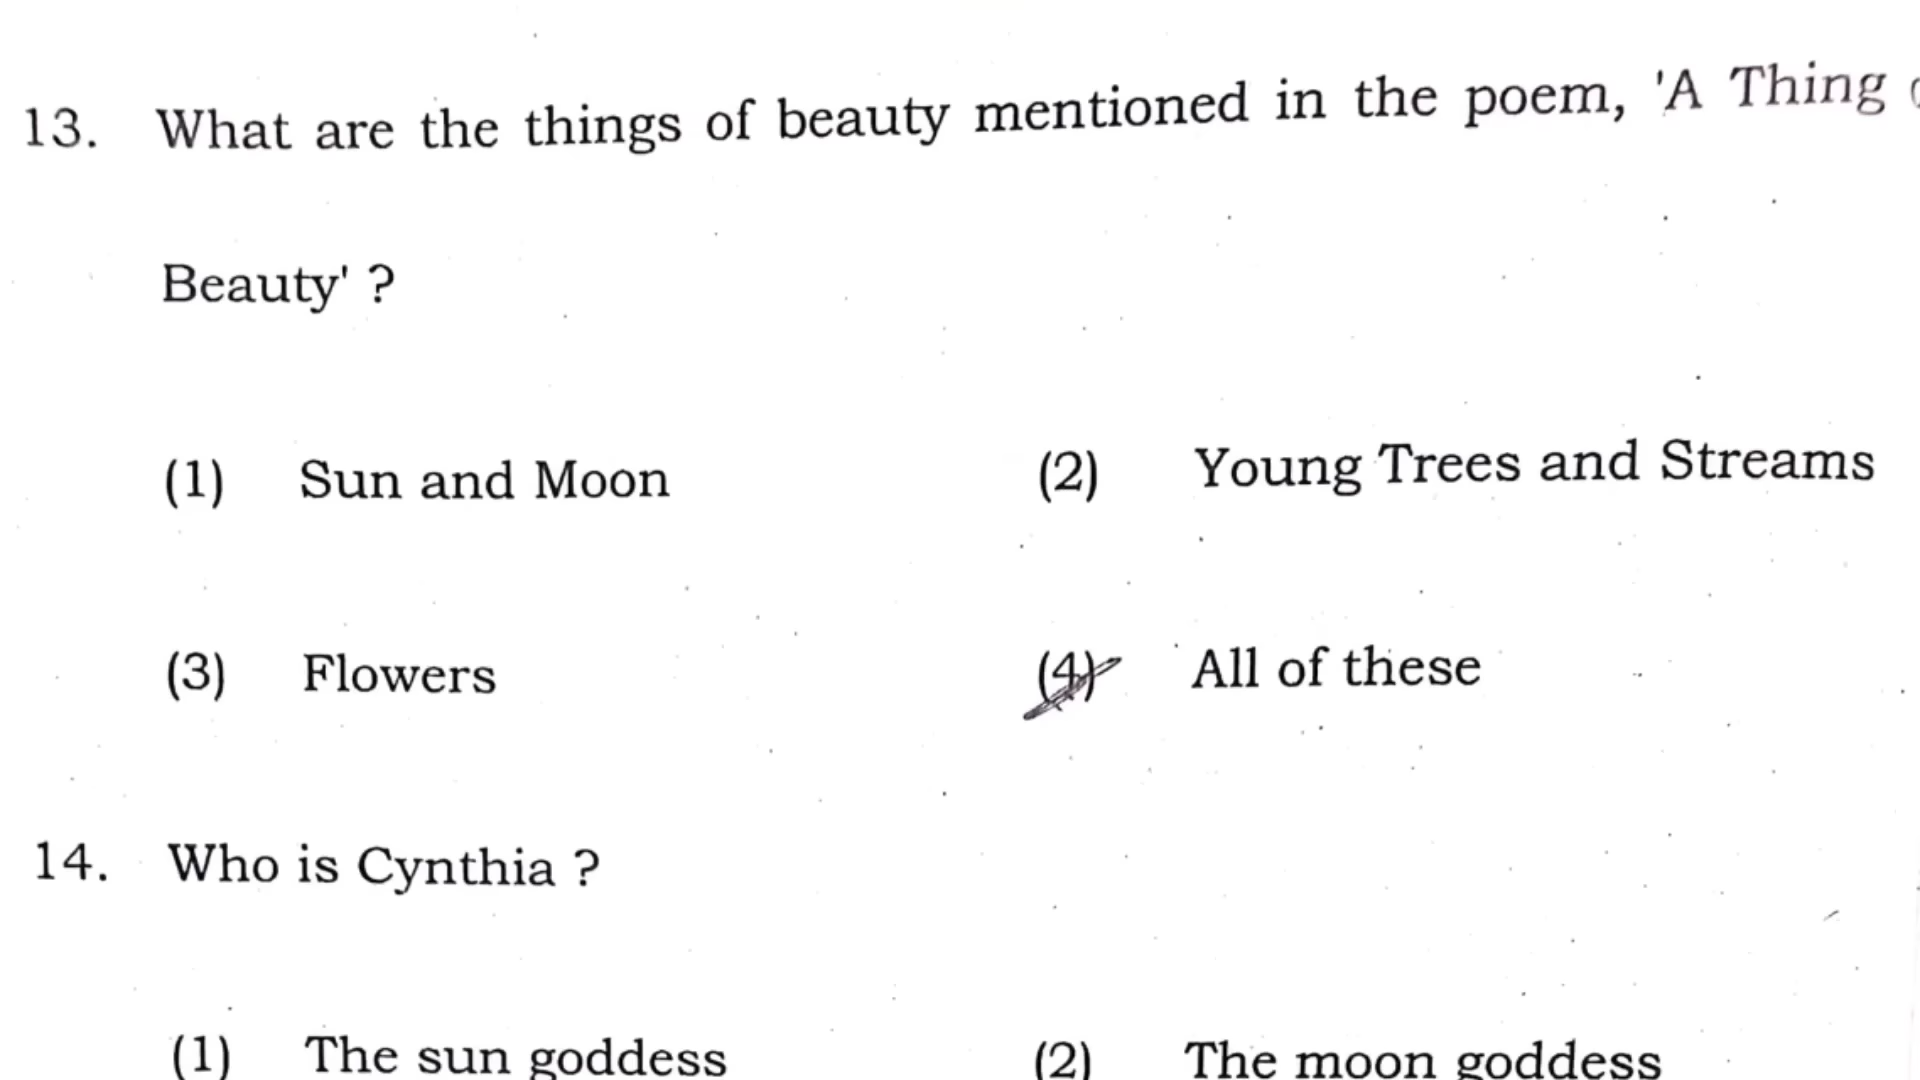 13. What are the things of beauty mentioned in the poem, 'A Thing
Beauty' ?
(1) Sun and Moon (2) Young Trees and Streams
(3) Flowers (4) All of these
14. Who is Cynthia ?
(1) The sun goddess (2) The moon goddess